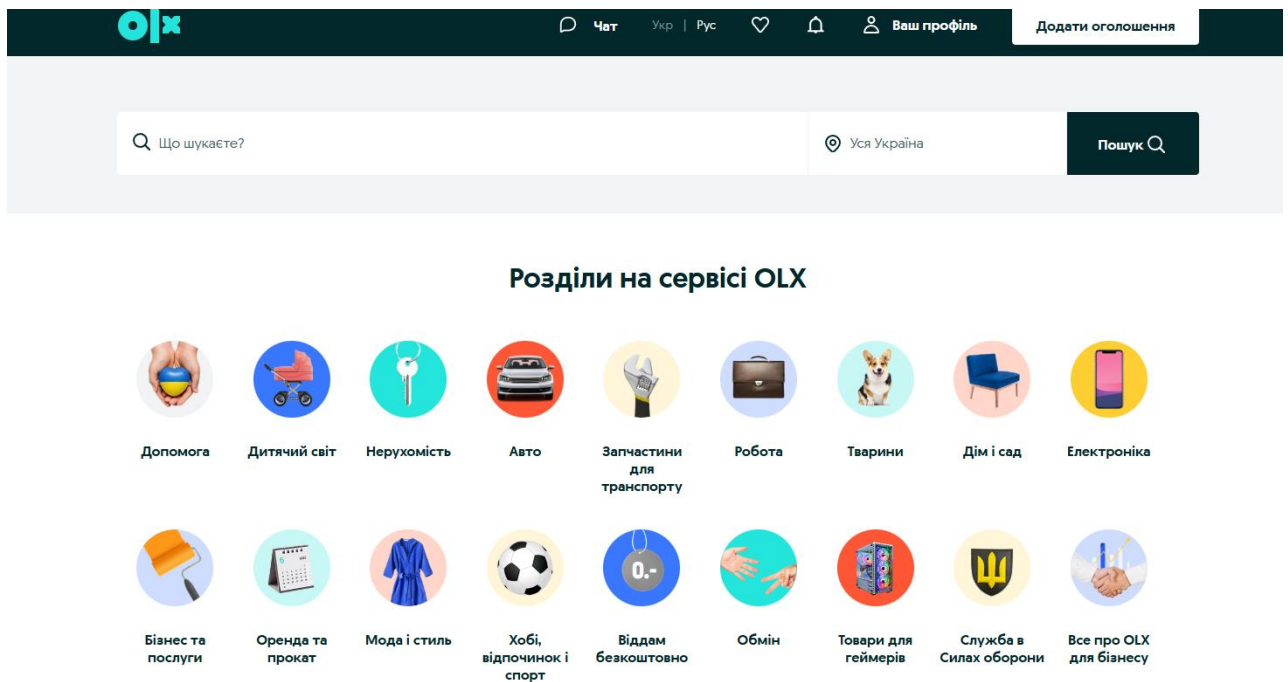 olx
Чат Укр | Рус Ваш профіль Додати оголошення
Що шукаєте? Уся Україна Пошук
Розділи на сервісі OLX
Допомога Дитячий світ Нерухомість Авто Запчастини Робота Тварини Дім і сад Електроніка
для
транспорту
0.-
Бізнес та Оренда та Мода і стиль Хобі, Віддам Обмін Товари для Служба в Все про OLX
послуги прокат відпочинок і безкоштовно геймерів Силах оборони для бізнесу
спорт